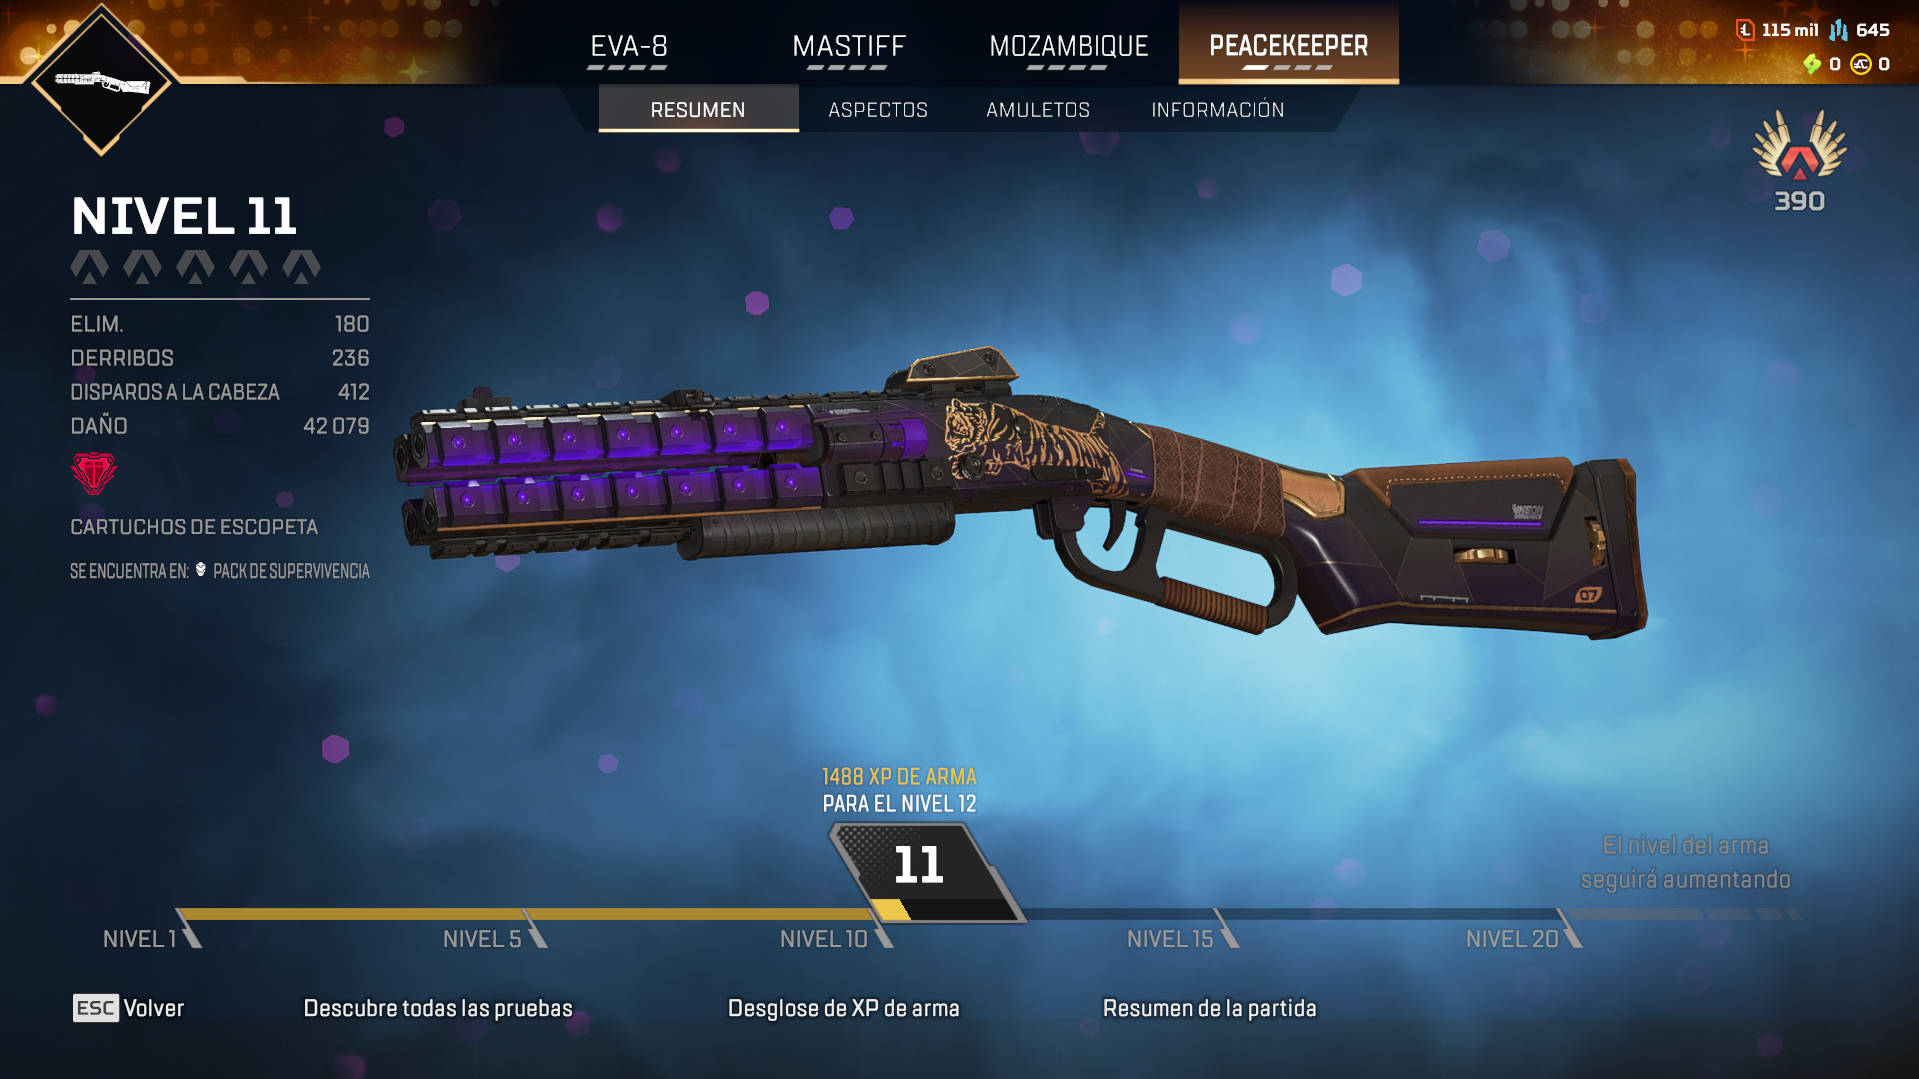 EVA-8
MASTIFF
MOZAMBIQUE
PEACEKEEPER
115 mil
645
0
0
RESUMEN
ASPECTOS
AMULETOS
INFORMACIÓN
390
NIVEL 11
ELIM. 180
DERRIBOS 236
DISPAROS A LA CABEZA 412
DAÑO 42 079
CARTUCHOS DE ESCOPETA
SE ENCUENTRA EN: PACK DE SUPERVIVENCIA
07
1488 XP DE ARMA
PARA EL NIVEL 12
11
El nivel del arma
seguirá aumentando
NIVEL 1
NIVEL 5
NIVEL 10
NIVEL 15
NIVEL 20
ESC Volver
Descubre todas las pruebas
Desglose de XP de arma
Resumen de la partida